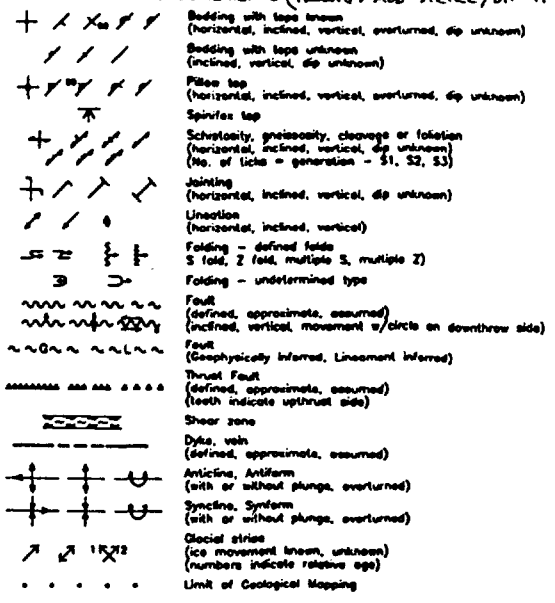 Bedding with tops known
(horizontal, inclined, vertical, overturned, dip unknown)
Bedding with tops unknown
(inclined, vertical, dip unknown)
Pillow top
(horizontal, inclined, vertical, overturned, dip unknown)
Spinifex top
Schistosity, gneissosity, cleavage or foliation
(horizontal, inclined, vertical, dip unknown)
(No. of ticks = generation - S1, S2, S3)
Jointing
(horizontal, inclined, vertical, dip unknown)
Lineation
(horizontal, inclined, vertical)
Folding - defined folds
S fold, Z fold, multiple S, multiple Z)
Folding - undetermined type
Fault
(defined, approximate, assumed)
(inclined, vertical, movement w/circle on downthrow side)
G L
Fault
(Geophysically inferred, Lineament inferred)
Thrust Fault
(defined, approximate, assumed)
(teeth indicate upthrust side)
Shear zone
Dyke, vein
(defined, approximate, assumed)
Anticline, Antiform
(with or without plunge, overturned)
Syncline, Synform
(with or without plunge, overturned)
1 2
Glacial striae
(ice movement known, unknown)
(numbers indicate relative age)
Limit of Geological Mapping